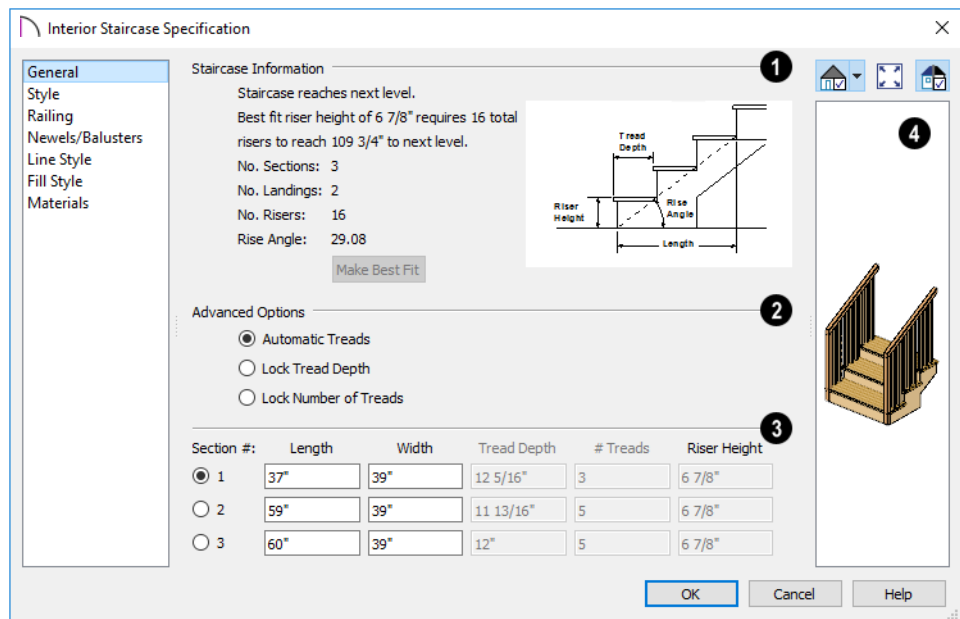 Interior Staircase Specification
General
Style
Railing
Newels/Balusters
Line Style
Fill Style
Materials
Staircase Information
1
Staircase reaches next level.
Best fit riser height of 6 7/8" requires 16 total
risers to reach 109 3/4" to next level.
No. Sections: 3
No. Landings: 2
No. Risers: 16
Rise Angle: 29.08
Make Best Fit
Tread
Depth
Riser
Height
Rise
Angle
Length
Advanced Options
2
Automatic Treads
Lock Tread Depth
Lock Number of Treads
3
Section #: Length Width Tread Depth # Treads Riser Height
1 37" 39" 12 5/16" 3 6 7/8"
2 59" 39" 11 13/16" 5 6 7/8"
3 60" 39" 12" 5 6 7/8"
4
OK Cancel Help